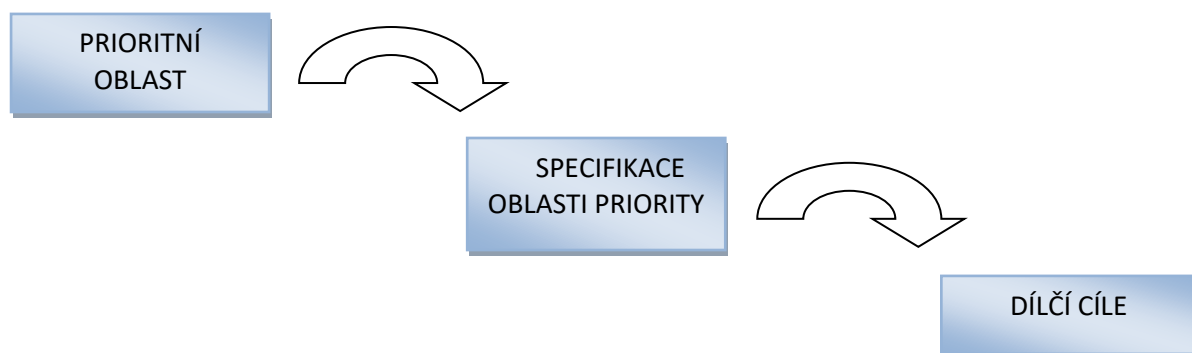 PRIORITNÍ
OBLAST
SPECIFIKACE
OBLASTI PRIORITY
DÍLČÍ CÍLE